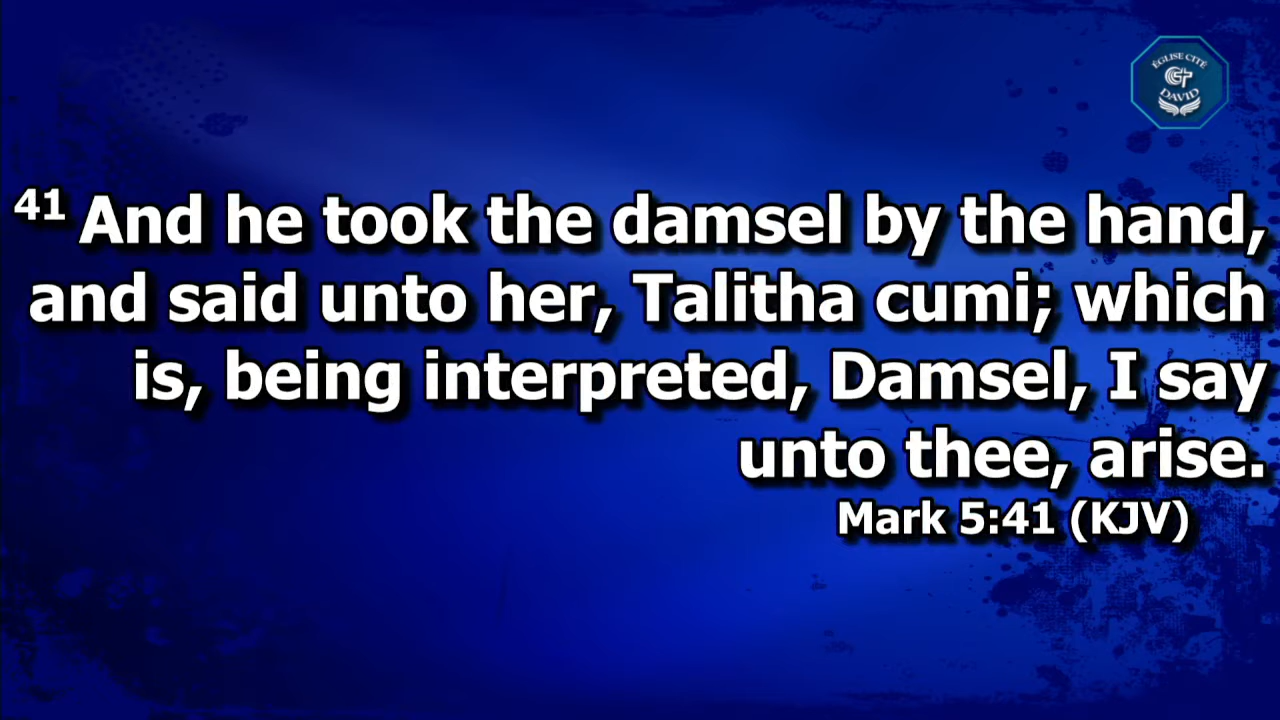 ÉGLISE CITÉ
DAVID
41 And he took the damsel by the hand,
and said unto her, Talitha cumi; which
is, being interpreted, Damsel, I say
unto thee, arise.
Mark 5:41 (KJV)